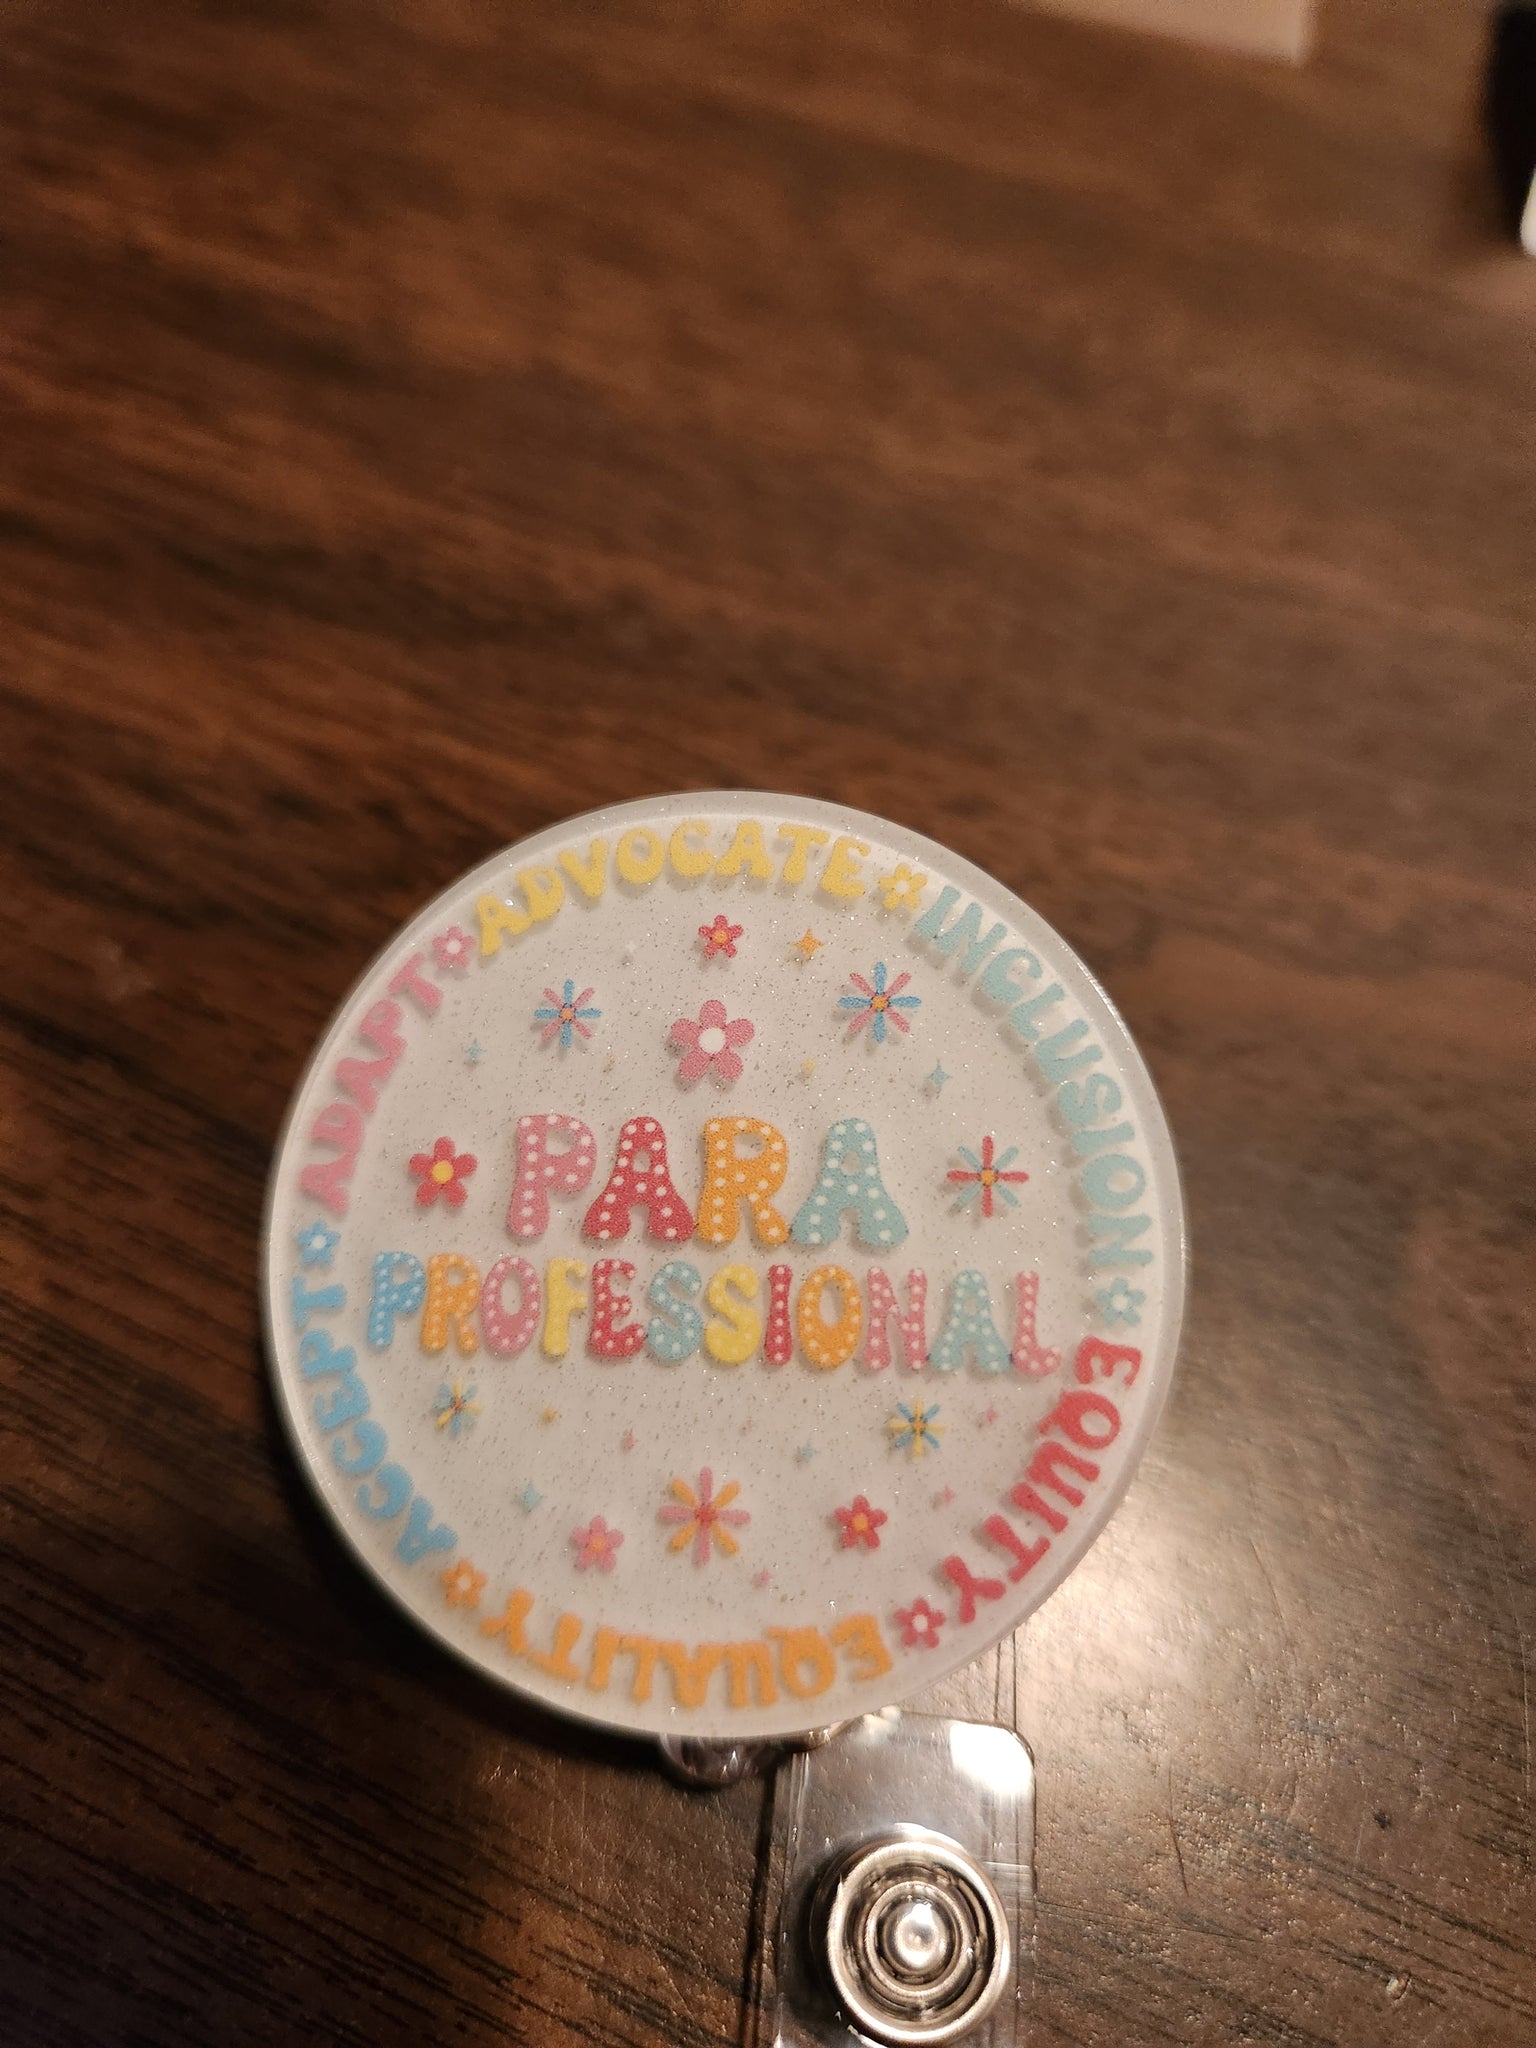 PARA
PROFESSIONAL
ADVOCATE
INCLUSION
EQUITY
EQUALITY
ACCEPT
ADAPT